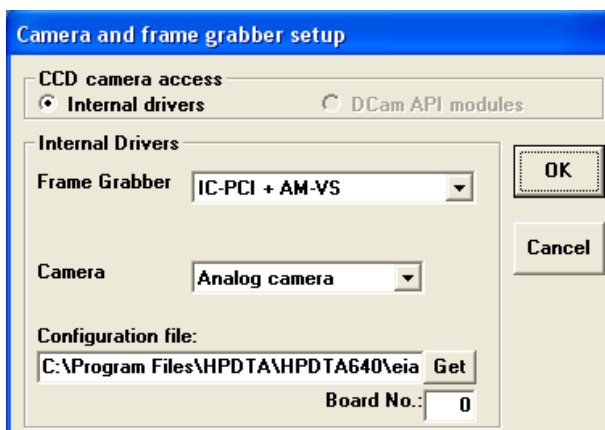 Camera and frame grabber setup
CCD camera access
Internal drivers DCam API modules
Internal Drivers
Frame Grabber IC-PCI + AM-VS
OK
Cancel
Camera Analog camera
Configuration file:
C:\Program Files\HPDTA\HPDTA640\eia Get
Board No.: 0